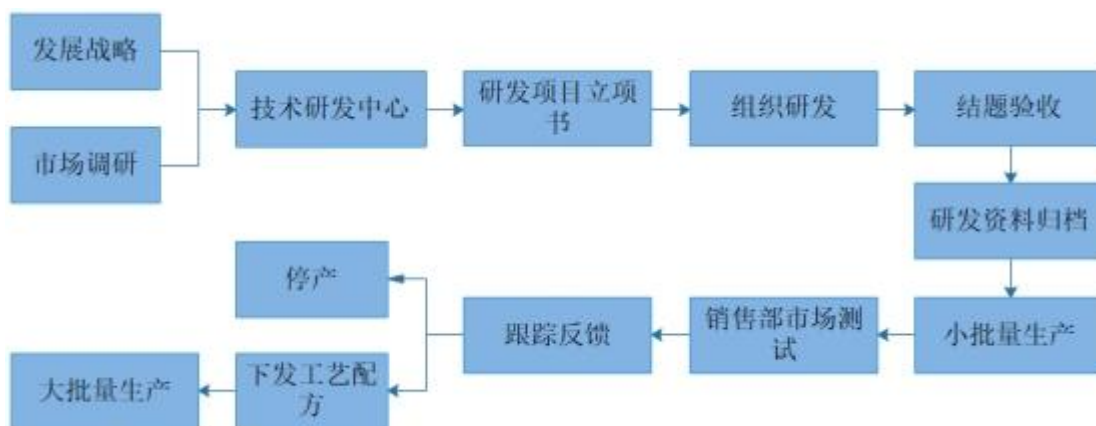 发展战略
市场调研
技术研发中心
研发项目立项
书
组织研发
结题验收
研发资料归档
小批量生产
销售部市场测
试
跟踪反馈
停产
下发工艺配
方
大批量生产